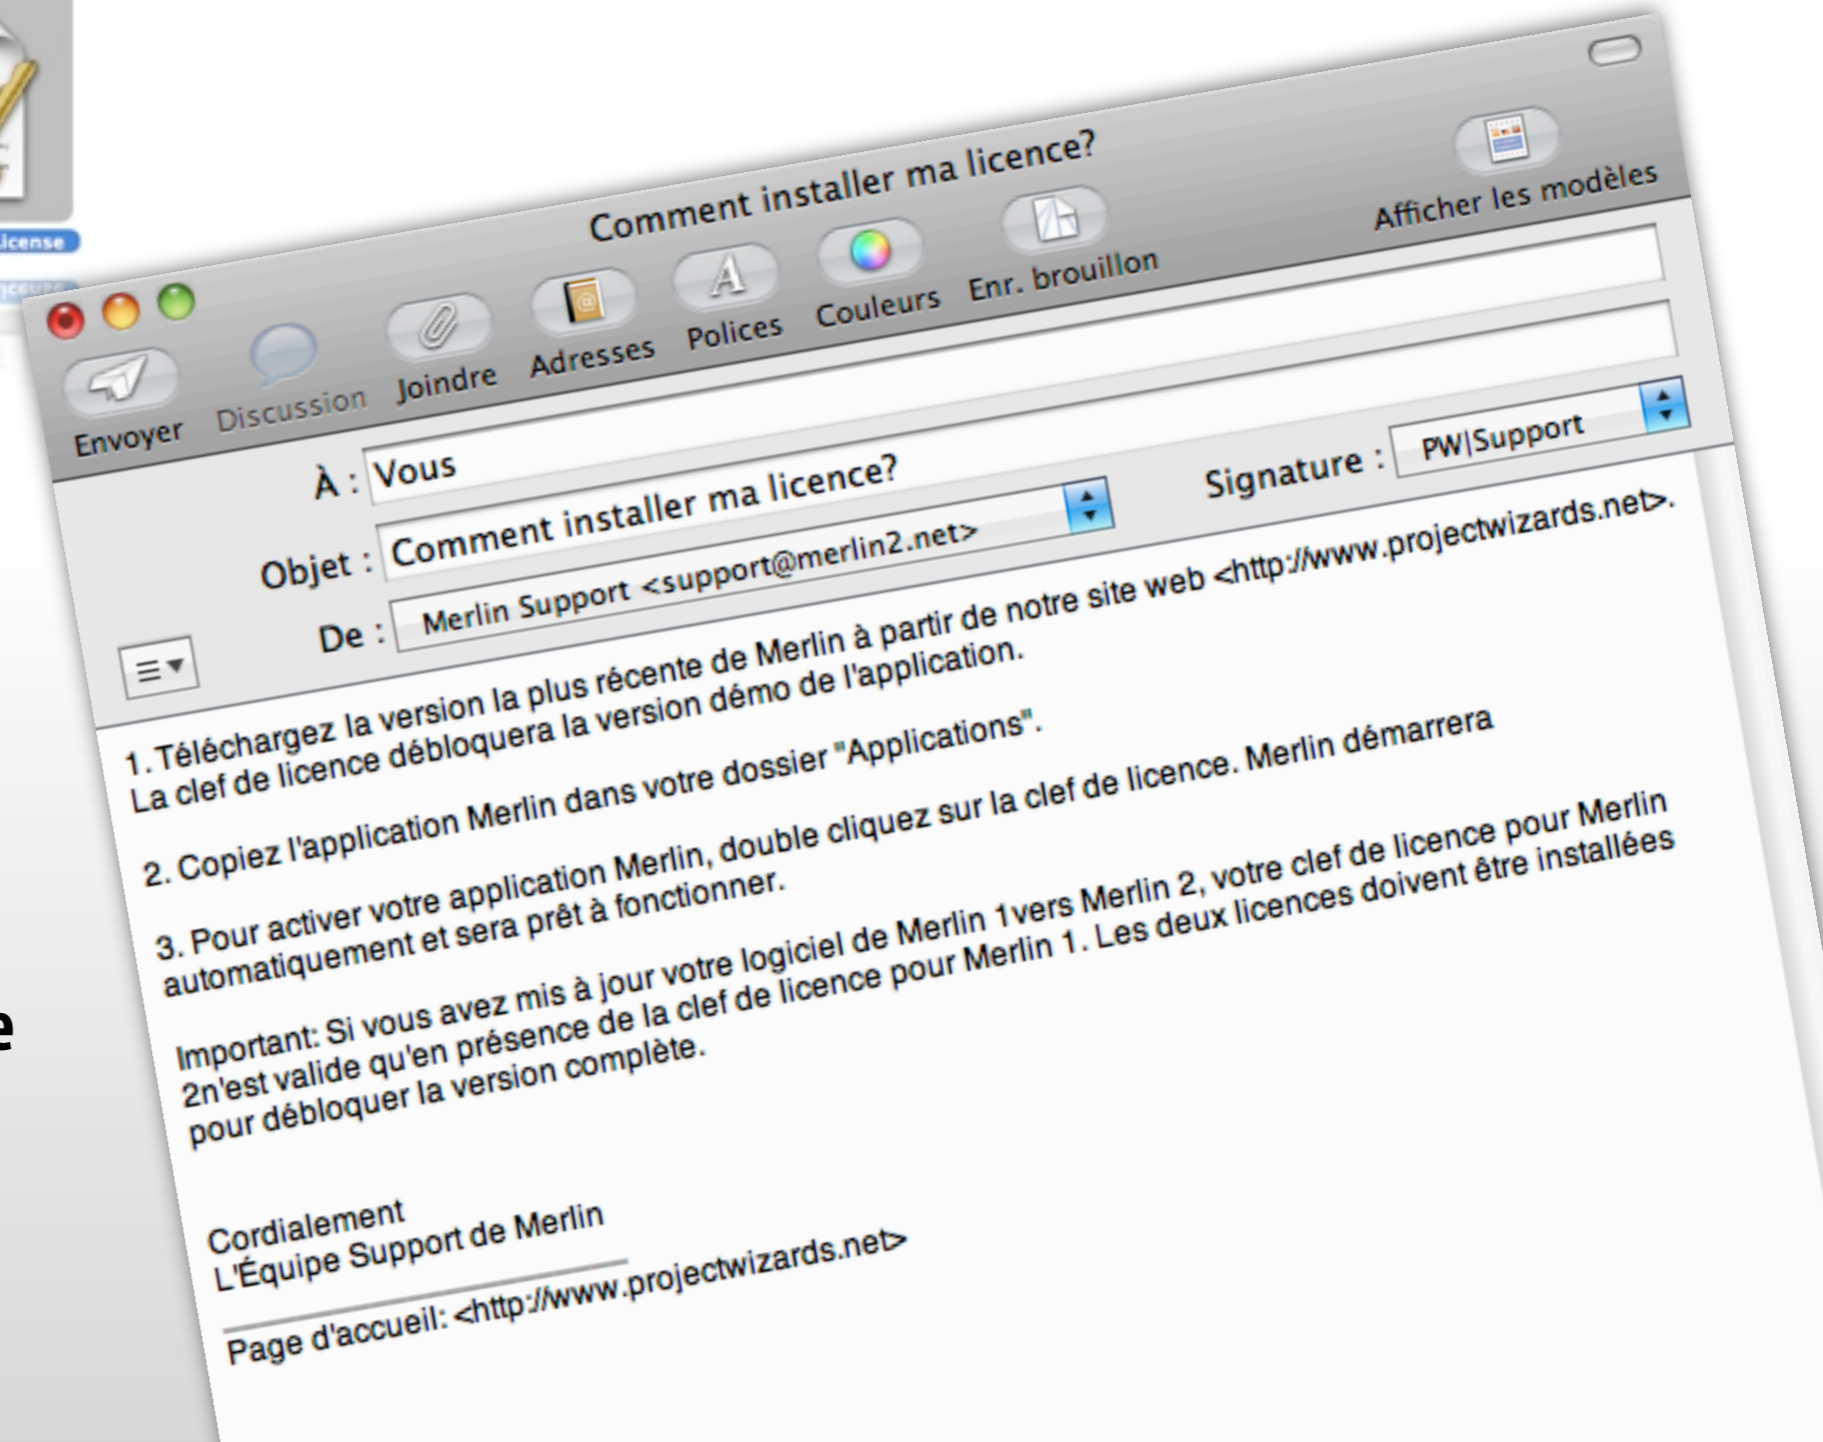 icense
Comment installer ma licence?
Envoyer
Discussion
Joindre
Adresses
Polices
Couleurs
Enr. brouillon
Afficher les modèles
À : Vous
Objet : Comment installer ma licence?
De : Merlin Support <support@merlin2.net>
Signature : PW|Support
1. Téléchargez la version la plus récente de Merlin à partir de notre site web <http://www.projectwizards.net>.
La clef de licence débloquera la version démo de l'application.
2. Copiez l'application Merlin dans votre dossier "Applications".
3. Pour activer votre application Merlin, double cliquez sur la clef de licence. Merlin démarrera
automatiquement et sera prêt à fonctionner.
Important: Si vous avez mis à jour votre logiciel de Merlin 1vers Merlin 2, votre clef de licence pour Merlin
2n'est valide qu'en présence de la clef de licence pour Merlin 1. Les deux licences doivent être installées
pour débloquer la version complète.
e
Cordialement
L'Équipe Support de Merlin
Page d'accueil: <http://www.projectwizards.net>